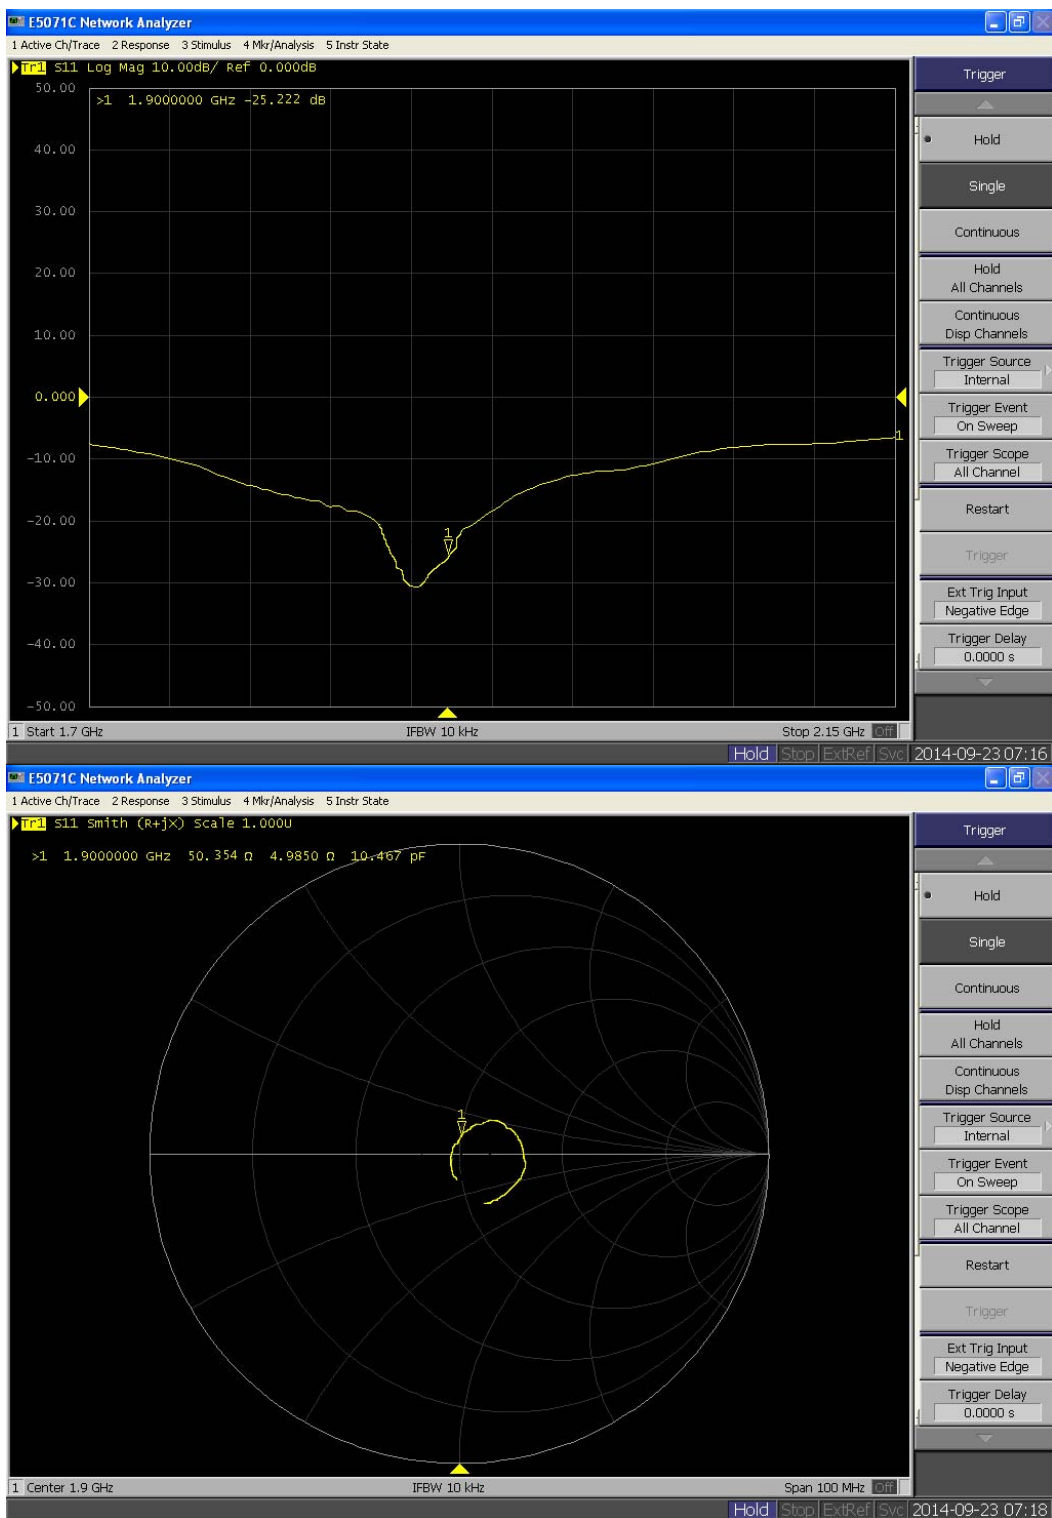 E5071C Network Analyzer
1 Active Ch/Trace 2 Response 3 Stimulus 4 Mkr/Analysis 5 Instr State
Tr1 S11 Log Mag 10.00dB/ Ref 0.000dB
50.00
>1 1.9000000 GHz -25.222 dB
40.00
30.00
20.00
10.00
0.000
-10.00
-20.00
-30.00
-40.00
-50.00
1
1
Trigger
Hold
Single
Continuous
Hold
All Channels
Continuous
Disp Channels
Trigger Source
Internal
Trigger Event
On Sweep
Trigger Scope
All Channel
Restart
Trigger
Ext Trig Input
Negative Edge
Trigger Delay
0.0000 s
1 Start 1.7 GHz IFBW 10 kHz Stop 2.15 GHz Off
Hold Stop ExtRef Svc 2014-09-23 07:16
E5071C Network Analyzer
1 Active Ch/Trace 2 Response 3 Stimulus 4 Mkr/Analysis 5 Instr State
Tr1 S11 Smith (R+jX) Scale 1.000U
>1 1.9000000 GHz 50.354 Ω 4.9850 Ω 10.467 pF
1
Trigger
Hold
Single
Continuous
Hold
All Channels
Continuous
Disp Channels
Trigger Source
Internal
Trigger Event
On Sweep
Trigger Scope
All Channel
Restart
Trigger
Ext Trig Input
Negative Edge
Trigger Delay
0.0000 s
1 Center 1.9 GHz IFBW 10 kHz Span 100 MHz Off
Hold Stop ExtRef Svc 2014-09-23 07:18